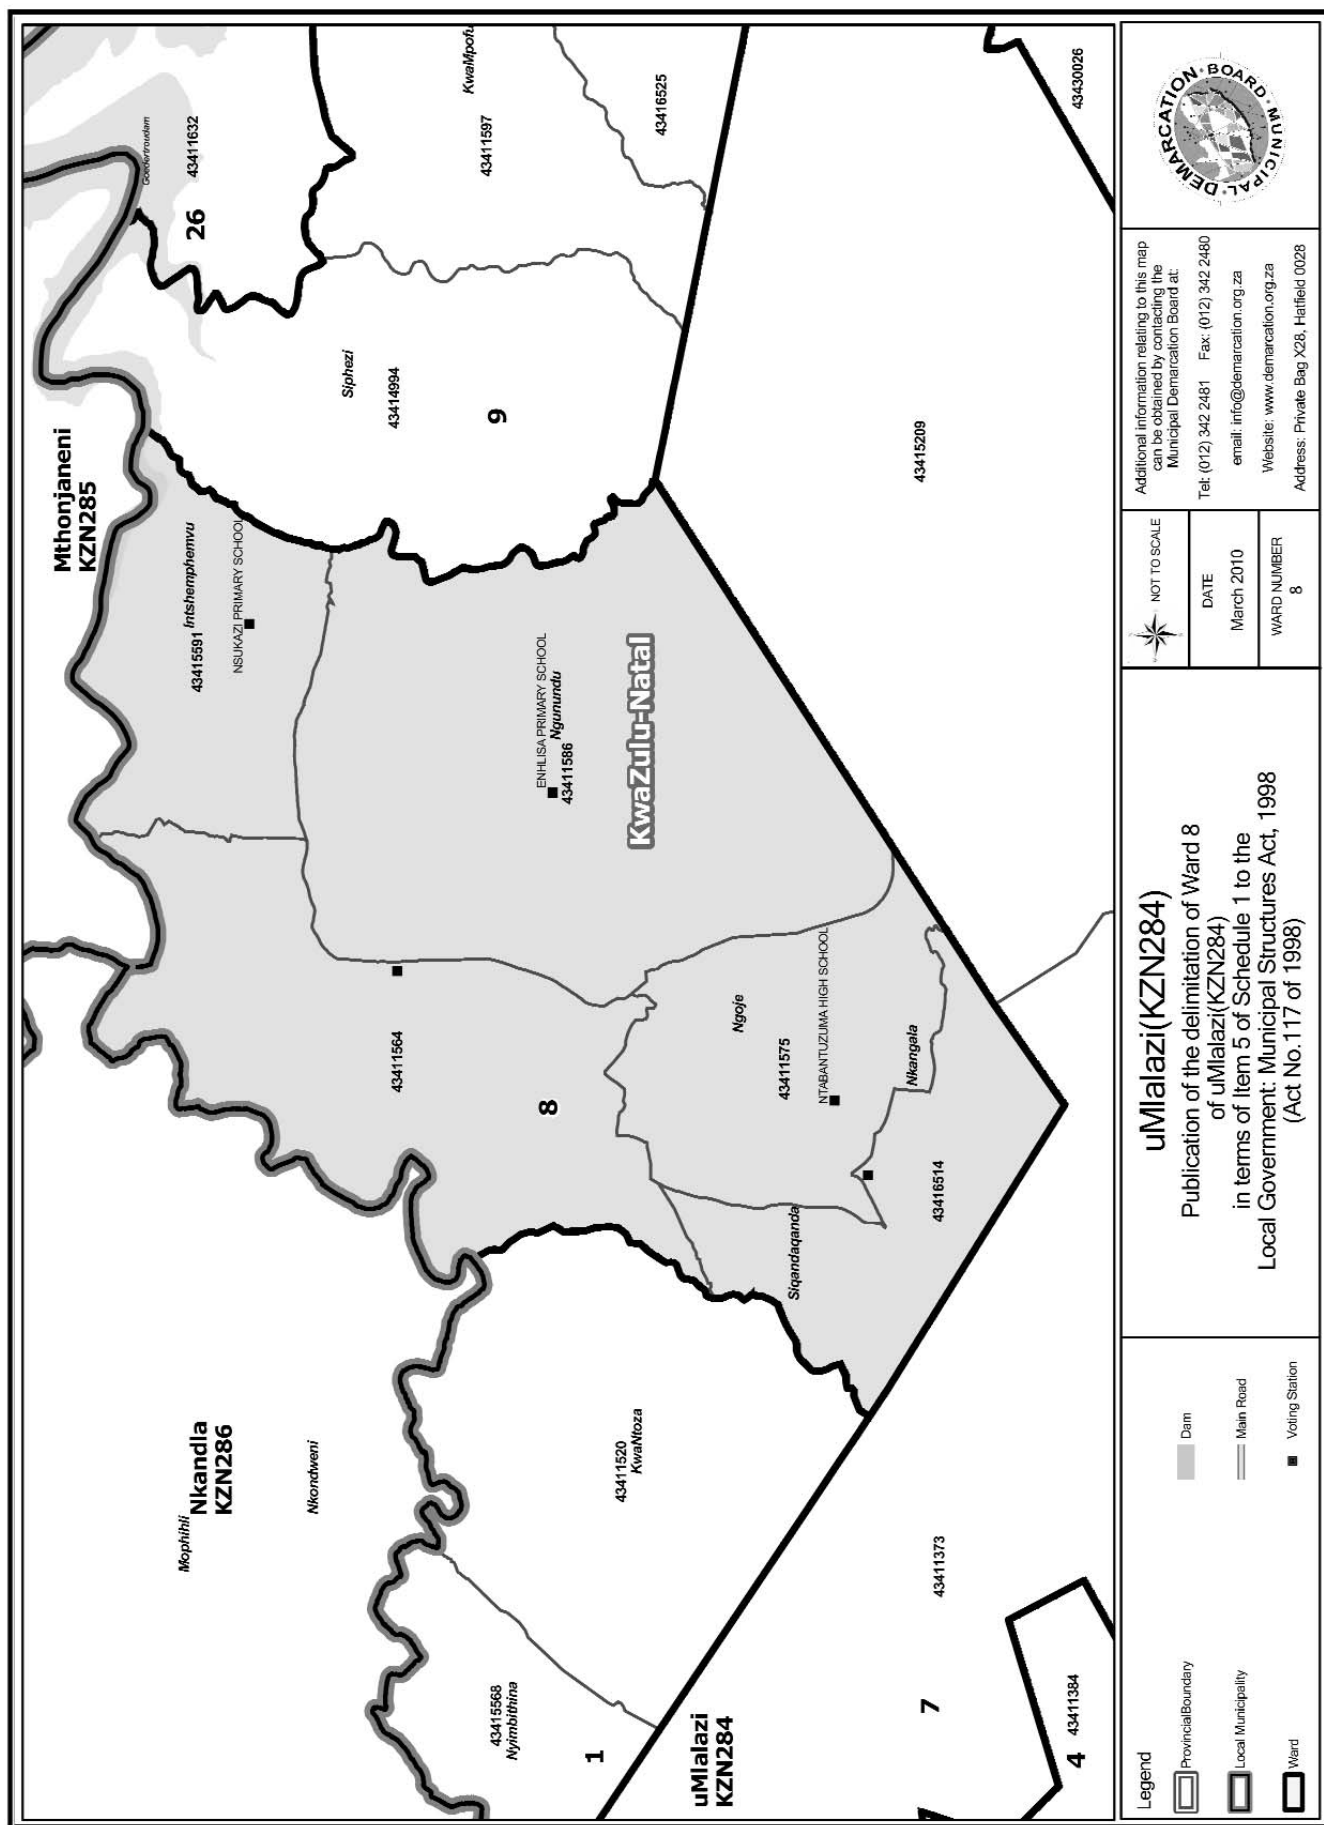 Mophihli
Nkandla
KZN286
Nkondweni
Mthonjaneni
KZN285
Goedertroudam
43411632
26
KwaMpofu
43411597
43416525
43430026
Siphezi
43414994
9
43415209
43415591
Intshemphemvu
NSUKAZI PRIMARY SCHOOL
ENHLISA PRIMARY SCHOOL
Ngunundu
43411586
KwaZulu-Natal
43411564
8
Ngoje
43411575
NTABANTUZUMA HIGH SCHOOL
Nkangala
43416514
Siqandaqanda
43411520
KwaNtoza
43415568
Nyimbithina
1
uMlalazi
KZN284
43411373
7
43411384
4
Legend
ProvincialBoundary
Local Municipality
Ward
Dam
Main Road
Voting Station
uMlalazi(KZN284)
Publication of the delimitation of Ward 8
of uMlalazi(KZN284)
in terms of Item 5 of Schedule 1 to the
Local Government: Municipal Structures Act, 1998
(Act No.117 of 1998)
NOT TO SCALE
DATE
March 2010
WARD NUMBER
8
Additional information relating to this map
can be obtained by contacting the
Municipal Demarcation Board at:
Tel: (012) 342 2481 Fax: (012) 342 2480
email: info@demarcation.org.za
Website: www.demarcation.org.za
Address: Private Bag X28, Hatfield 0028
MUNICIPAL DEMARCATION BOARD